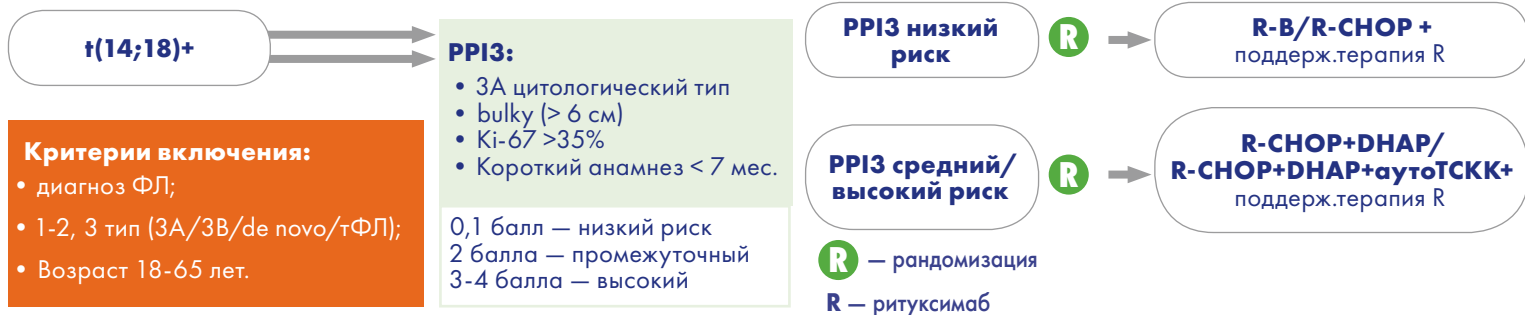 t(14;18)+
Критерии включения:
• диагноз ФЛ;
• 1-2, 3 тип (3А/3В/de novo/тФЛ);
• Возраст 18-65 лет.
PPI3:
• 3А цитологический тип
• bulky (> 6 см)
• Ki-67 >35%
• Короткий анамнез < 7 мес.
0,1 балл — низкий риск
2 балла — промежуточный
3-4 балла — высокий
PPI3 низкий
риск
R
R-B/R-CHOP +
поддерж.терапия R
PPI3 средний/
высокий риск
R
R-CHOP+DHAP/
R-CHOP+DHAP+аутоТСКК+
поддерж.терапия R
R — рандомизация
R — ритуксимаб